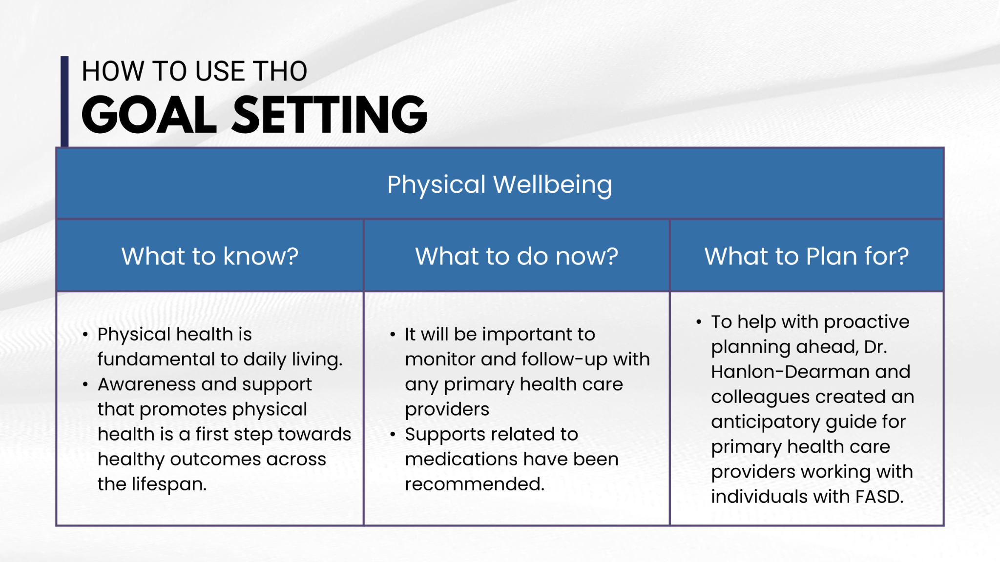 HOW TO USE THO
GOAL SETTING
Physical Wellbeing
What to know?
What to do now?
What to Plan for?
• Physical health is
fundamental to daily living.
• Awareness and support
that promotes physical
health is a first step towards
healthy outcomes across
the lifespan.
• It will be important to
monitor and follow-up with
any primary health care
providers
• Supports related to
medications have been
recommended.
• To help with proactive
planning ahead, Dr.
Hanlon-Dearman and
colleagues created an
anticipatory guide for
primary health care
providers working with
individuals with FASD.